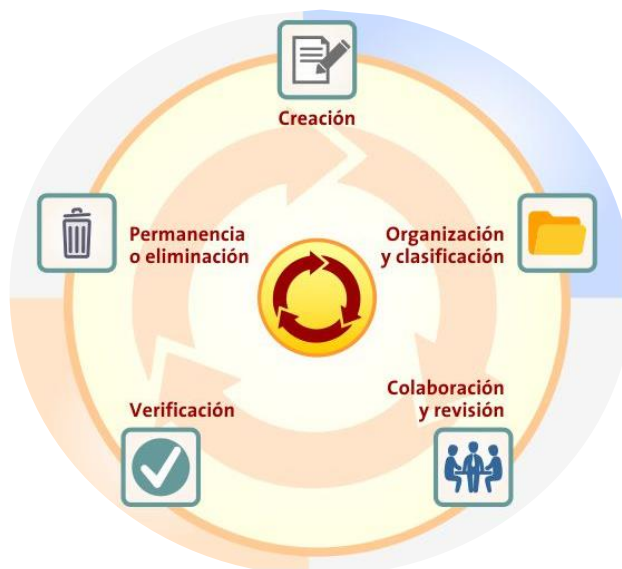 Creación
Organización
y clasificación
Colaboración
y revisión
Verificación
Permanencia
o eliminación